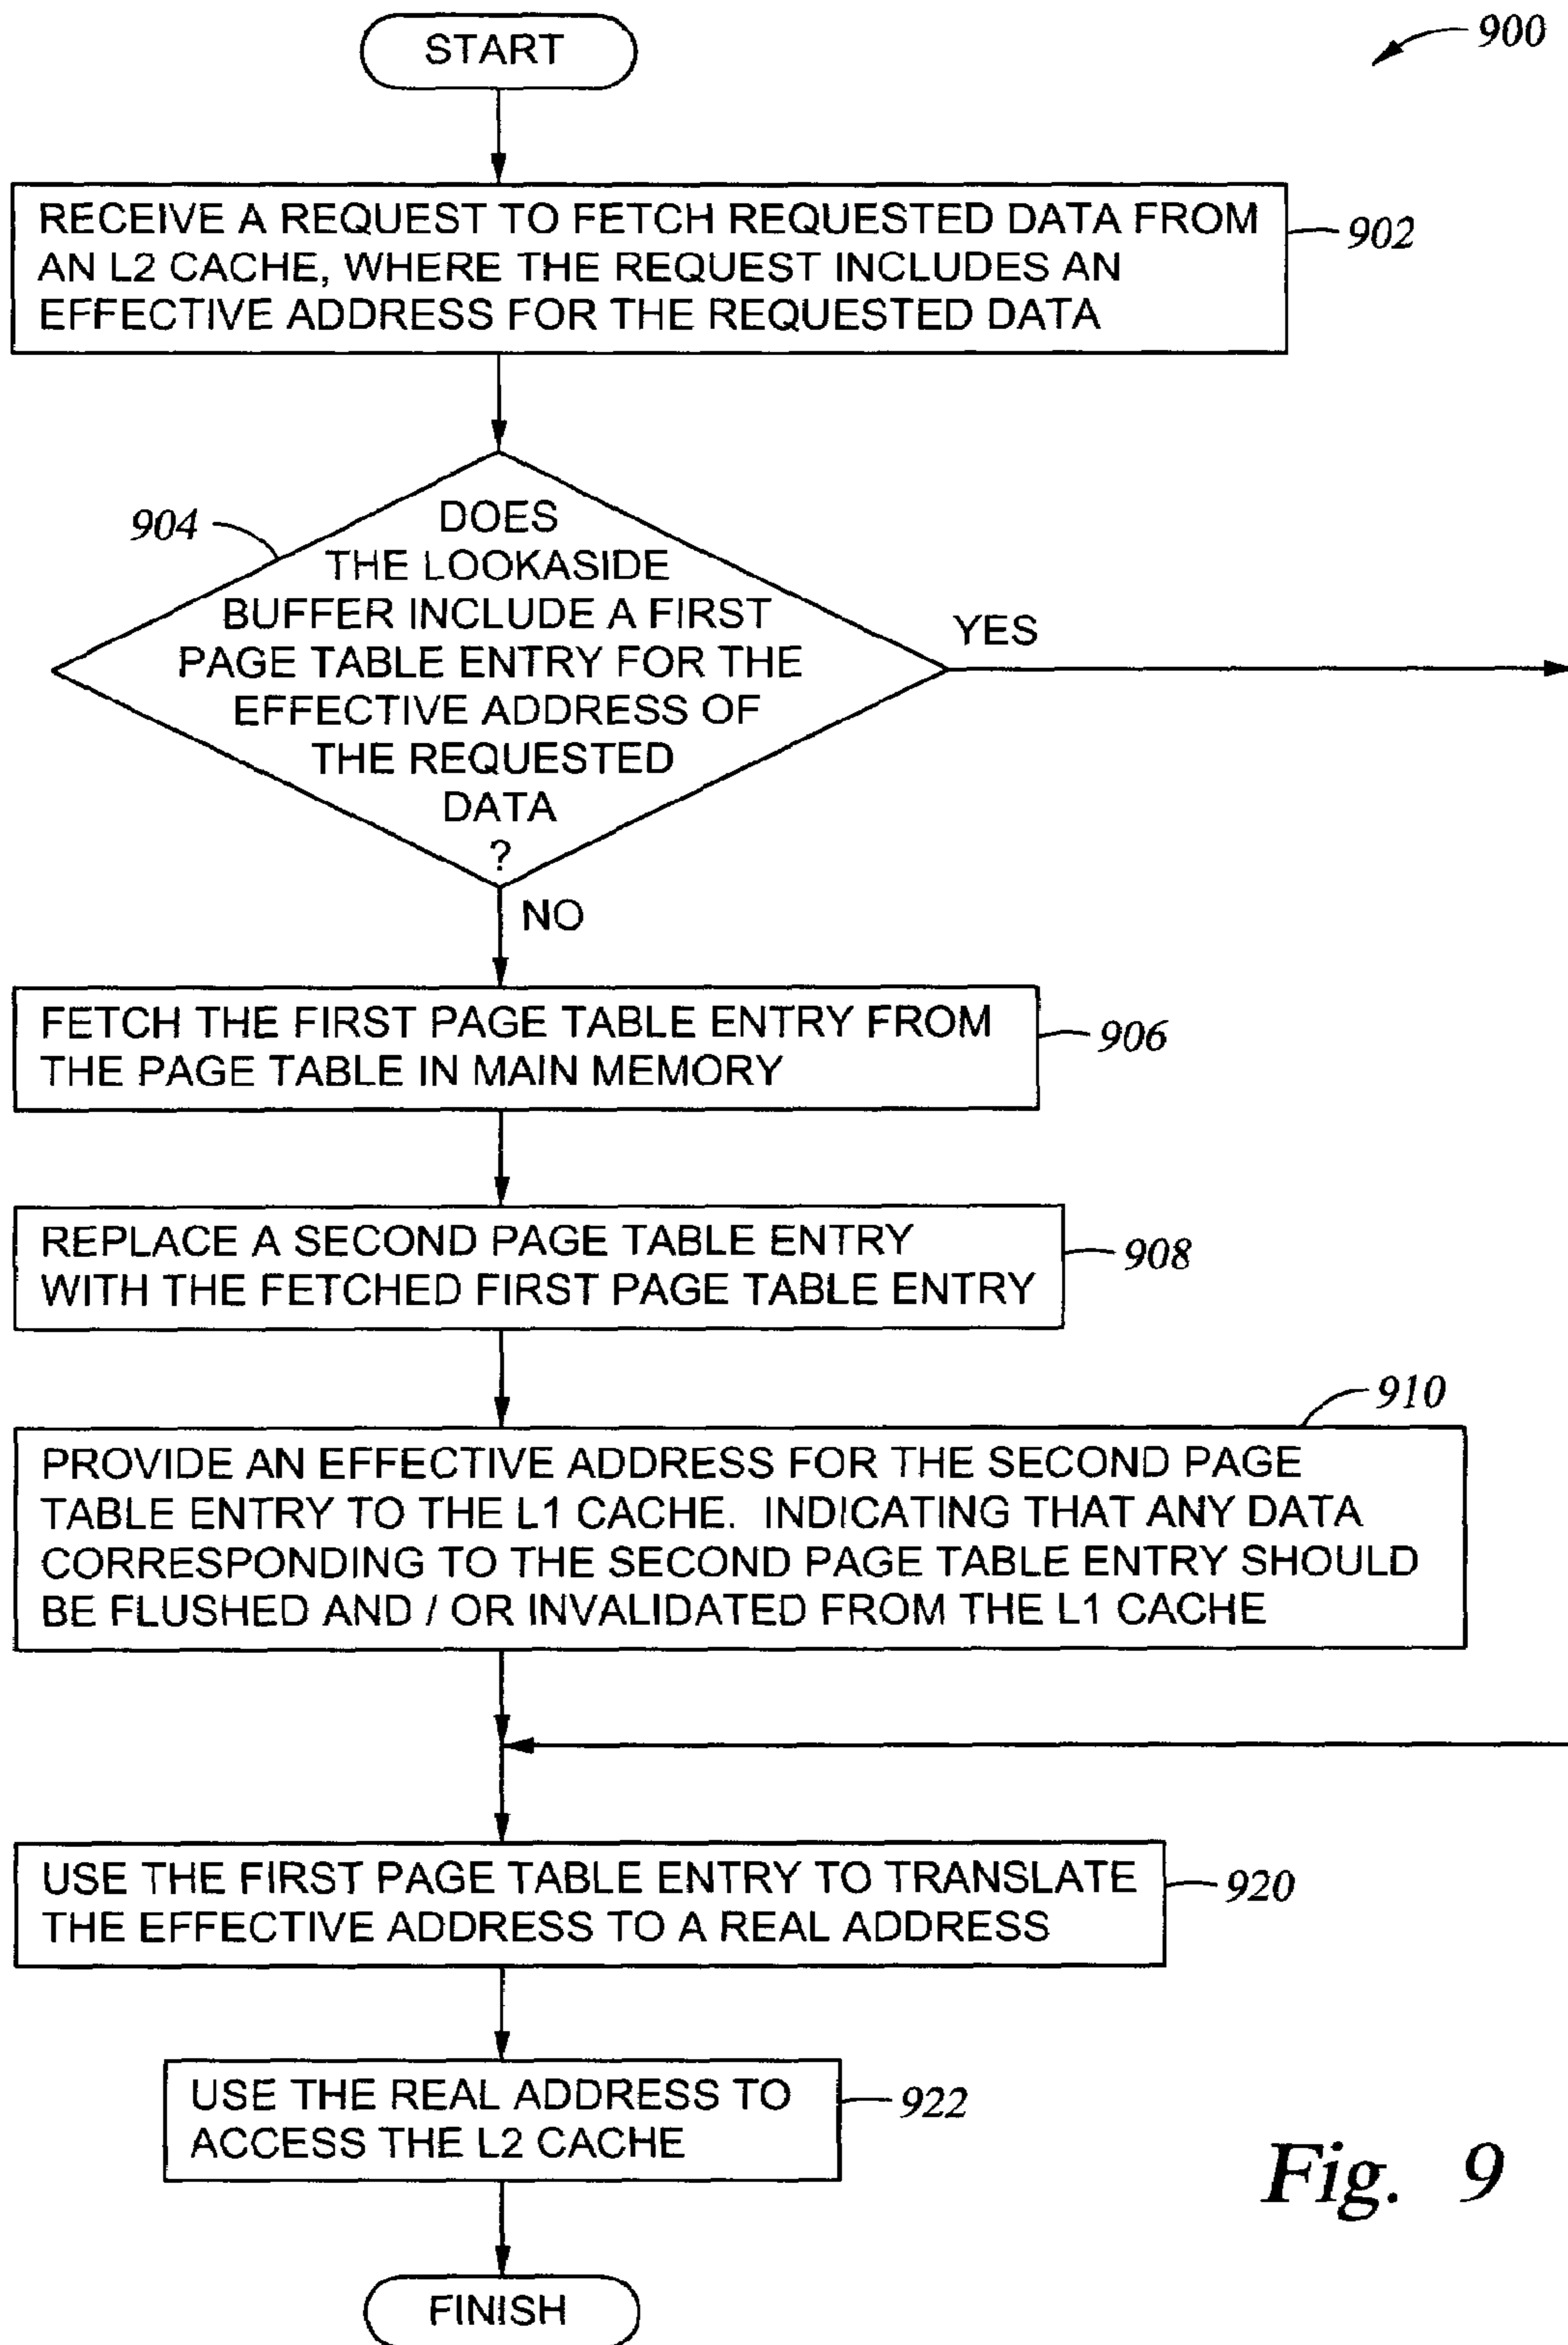 START
900
RECEIVE A REQUEST TO FETCH REQUESTED DATA FROM
AN L2 CACHE, WHERE THE REQUEST INCLUDES AN
EFFECTIVE ADDRESS FOR THE REQUESTED DATA
902
904
DOES
THE LOOKASIDE
BUFFER INCLUDE A FIRST
PAGE TABLE ENTRY FOR THE
EFFECTIVE ADDRESS OF
THE REQUESTED
DATA
?
YES
NO
FETCH THE FIRST PAGE TABLE ENTRY FROM
THE PAGE TABLE IN MAIN MEMORY
906
REPLACE A SECOND PAGE TABLE ENTRY
WITH THE FETCHED FIRST PAGE TABLE ENTRY
908
910
PROVIDE AN EFFECTIVE ADDRESS FOR THE SECOND PAGE
TABLE ENTRY TO THE L1 CACHE. INDICATING THAT ANY DATA
CORRESPONDING TO THE SECOND PAGE TABLE ENTRY SHOULD
BE FLUSHED AND / OR INVALIDATED FROM THE L1 CACHE
USE THE FIRST PAGE TABLE ENTRY TO TRANSLATE
THE EFFECTIVE ADDRESS TO A REAL ADDRESS
920
USE THE REAL ADDRESS TO
ACCESS THE L2 CACHE
922
Fig. 9
FINISH